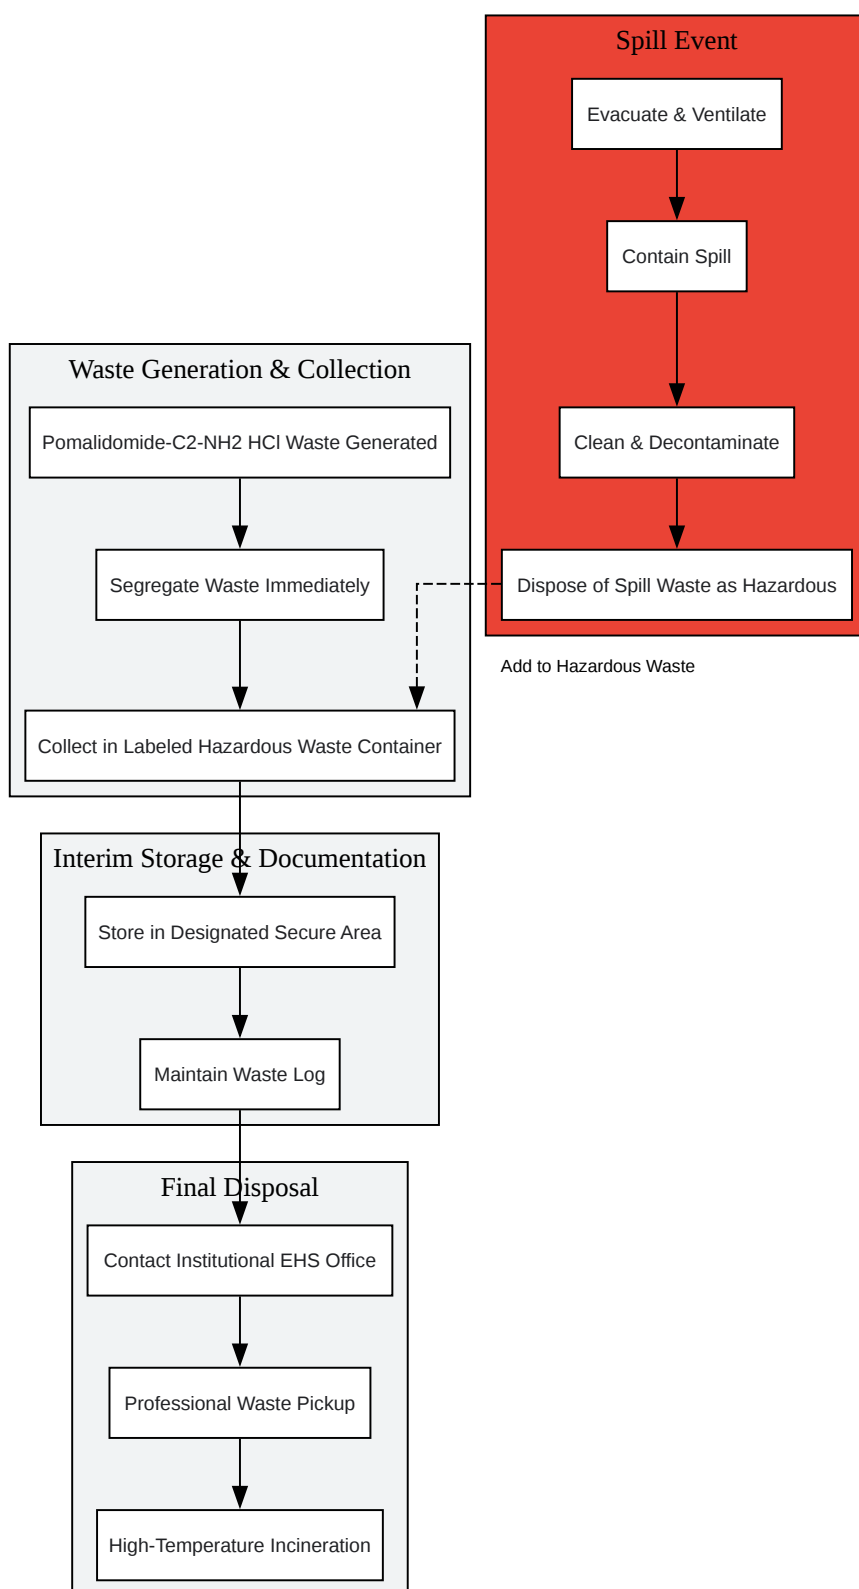 Spill Event
Evacuate & Ventilate
Contain Spill
Clean & Decontaminate
Dispose of Spill Waste as Hazardous
Add to Hazardous Waste
Waste Generation & Collection
Pomalidomide-C2-NH2 HCl Waste Generated
Segregate Waste Immediately
Collect in Labeled Hazardous Waste Container
Interim Storage & Documentation
Store in Designated Secure Area
Maintain Waste Log
Final Disposal
Contact Institutional EHS Office
Professional Waste Pickup
High-Temperature Incineration